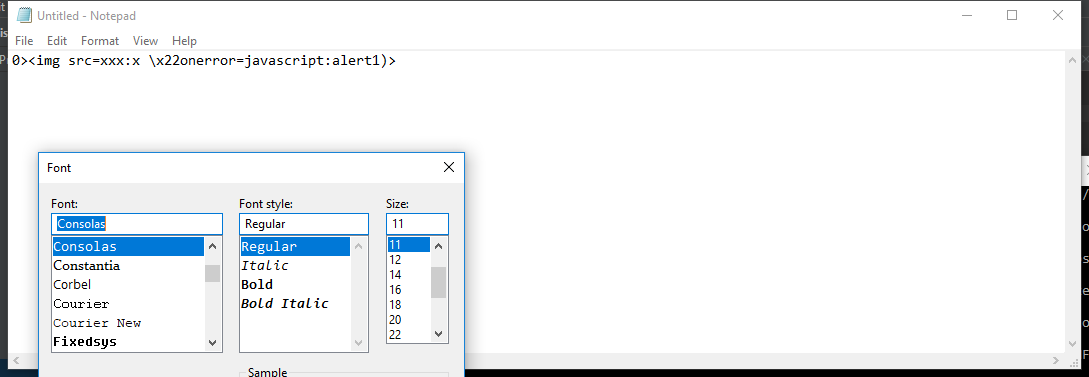 Untitled - Notepad
File Edit Format View Help
0><img src=xxx:x \x22onerror=javascript:alert1)>
Font
Font: Font style: Size:
Consolas Regular 11
Consolas Regular 11
Constantia Italic 12
Corbel Bold 14
Courier Bold Italic 16
Courier New 18
Fixedsys 20
22
Sample